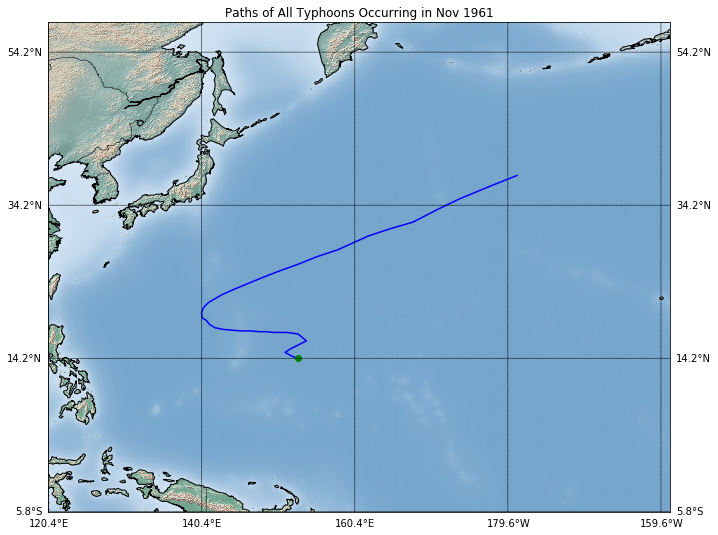 Paths of All Typhoons Occurring in Nov 1961
54.2°N 54.2°N
34.2°N 34.2°N
14.2°N 14.2°N
5.8°S 5.8°S
120.4°E 140.4°E 160.4°E 179.6°W 159.6°W